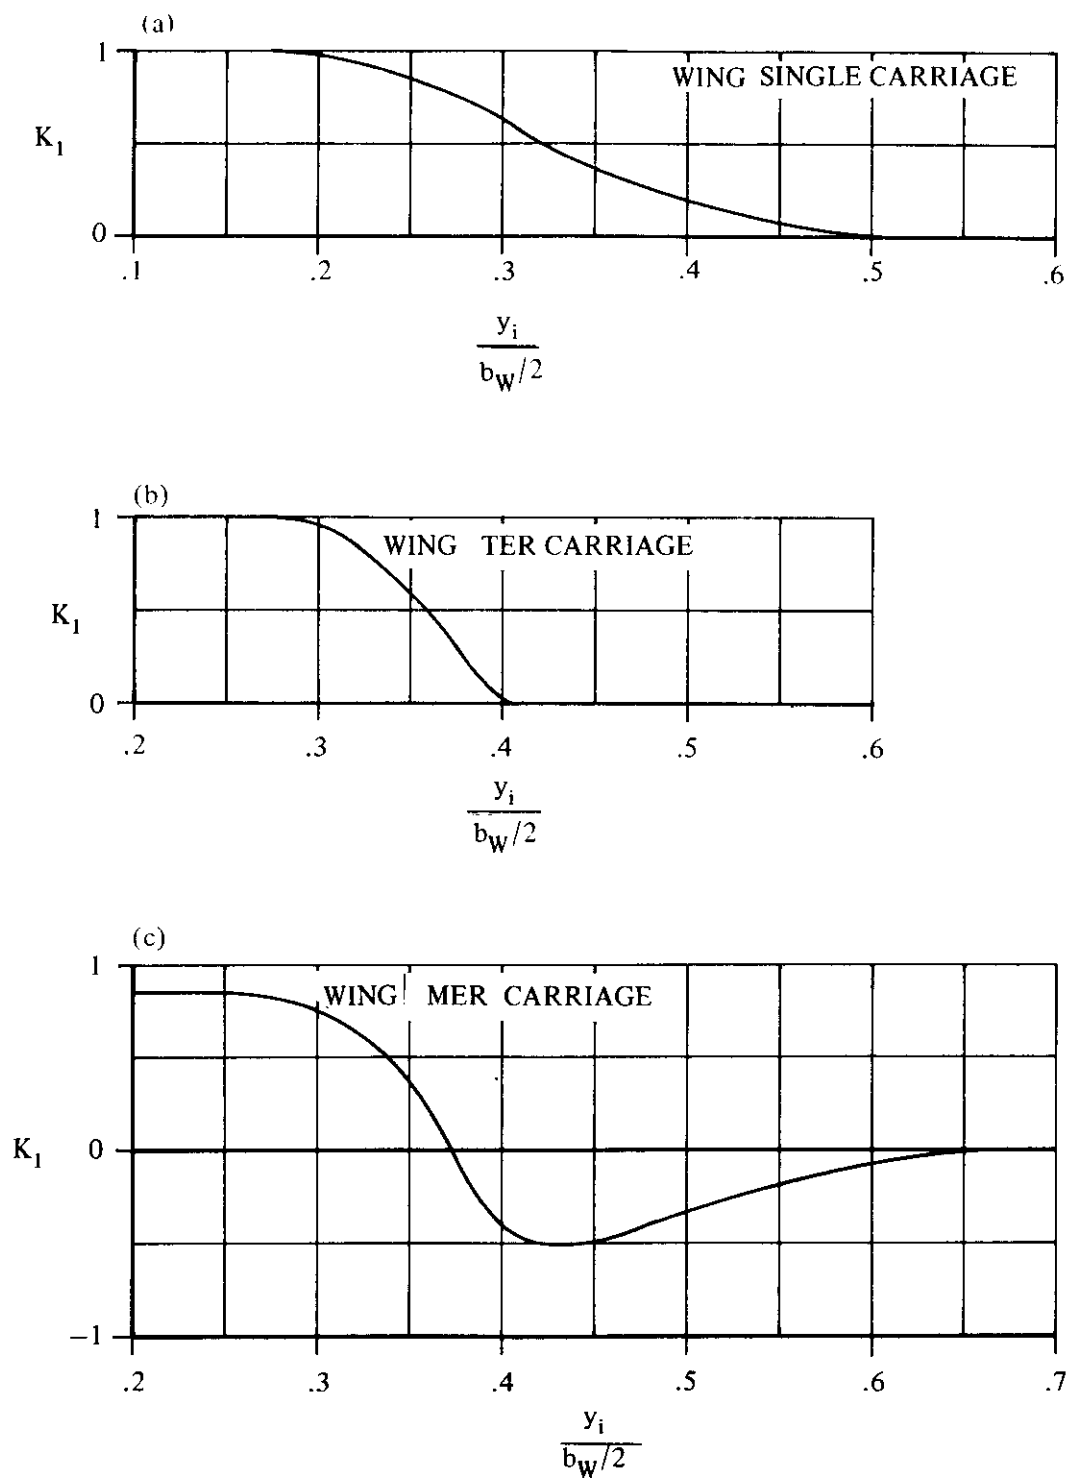 (a)
1
WING SINGLE CARRIAGE
K1
0
.1 .2 .3 .4 .5 .6
yi
bW/2
(b)
1
WING TER CARRIAGE
K1
0
.2 .3 .4 .5 .6
yi
bW/2
(c)
1
WING MER CARRIAGE
K1 0
−1
.2 .3 .4 .5 .6 .7
yi
bW/2